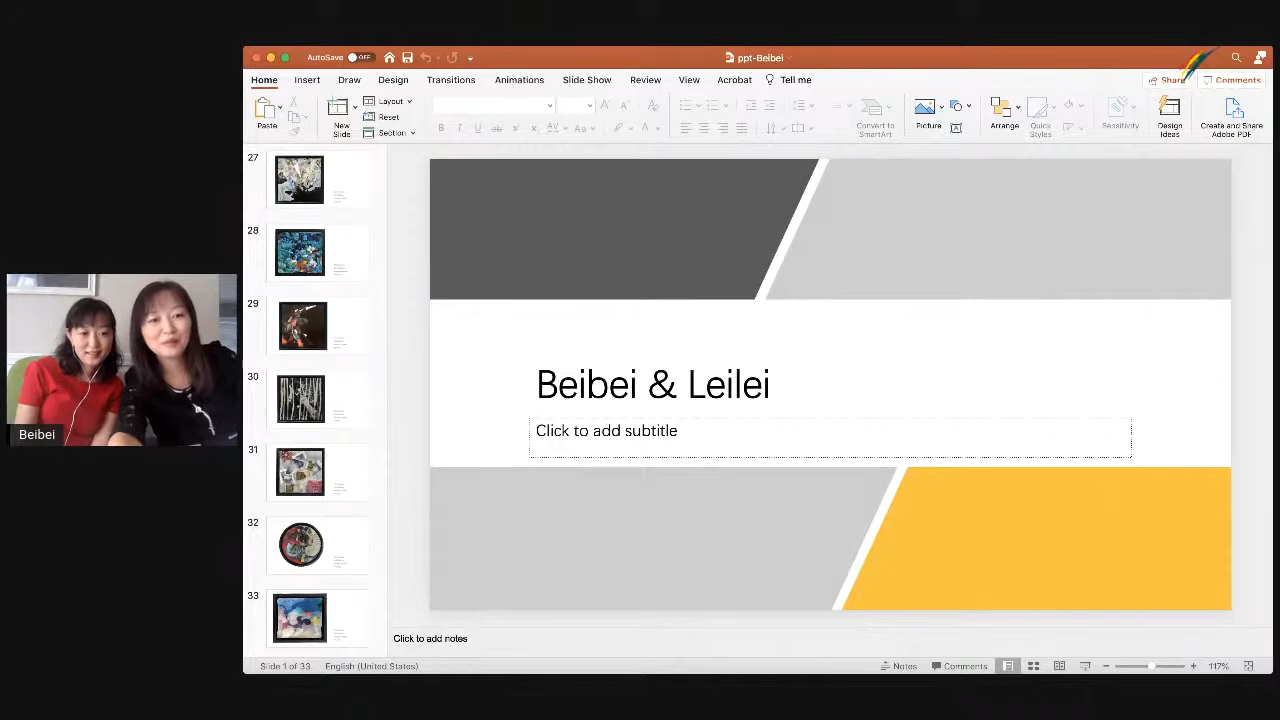 AutoSave OFF
ppt-Beibei
Home Insert Draw Design Transitions Animations Slide Show Review View Acrobat Tell me
Share Comments
Paste
New Slide
Layout
Reset
Section
Convert to SmartArt
Picture
Arrange
Quick Styles
Sensitivity
Design Ideas
Create and Share Adobe PDF
27
28
29
30
31
32
33
Beibei & Leilei
Click to add subtitle
Beibei
Click to add notes
Slide 1 of 33 English (United States) Notes Comments 117%